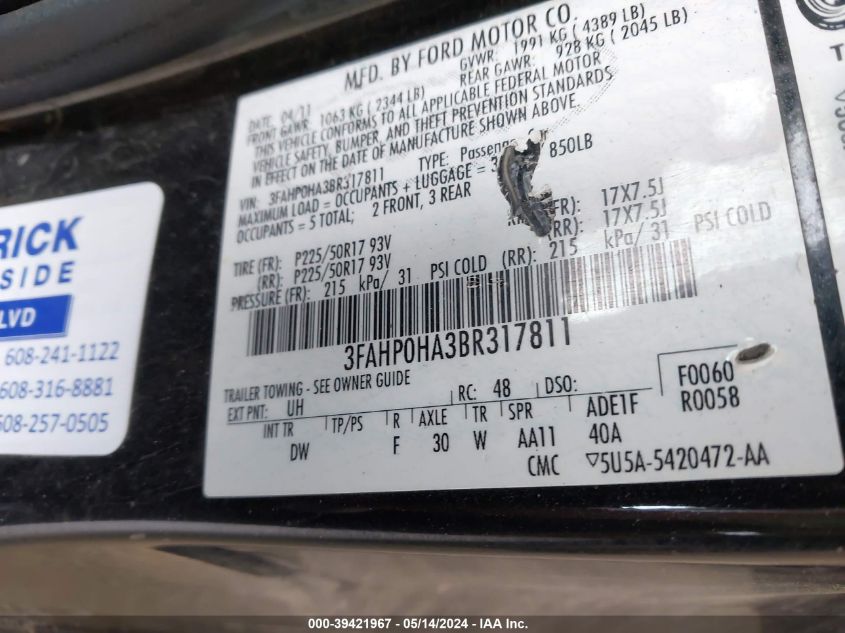 MFD. BY FORD MOTOR CO.
DATE: 04/11 GVWR: 1991 KG ( 4389 LB)
FRONT GAWR: 1063 KG ( 2344 LB) REAR GAWR: 928 KG ( 2045 LB)
THIS VEHICLE CONFORMS TO ALL APPLICABLE FEDERAL MOTOR
VEHICLE SAFETY, BUMPER, AND THEFT PREVENTION STANDARDS
IN EFFECT ON THE DATE OF MANUFACTURE SHOWN ABOVE.
VIN: 3FAHP0HA3BR317811 TYPE:
MAXIMUM LOAD = OCCUPANTS + LUGGAGE = 850LB
OCCUPANTS = 5 TOTAL; 2 FRONT, 3 REAR
TIRE (FR): P225/50R17 93V (FR): 17X7.5J
(RR): P225/50R17 93V (RR): 17X7.5J
PRESSURE (FR): 215 kPa/ 31 PSI COLD (RR): 215 kPa/ 31 PSI COLD
3FAHP0HA3BR317811
TRAILER TOWING - SEE OWNER GUIDE
EXT PNT: UH RC: 48 DSO: F0060
INT TR TP/PS R AXLE TR SPR ADE1F R0058
DW F 30 W AA11 40A
CMC ▽5U5A-5420472-AA
RICK
SIDE
LVD
608-241-1122
608-316-8881
608-257-0505
000-39421967 - 05/14/2024 - IAAI.COM